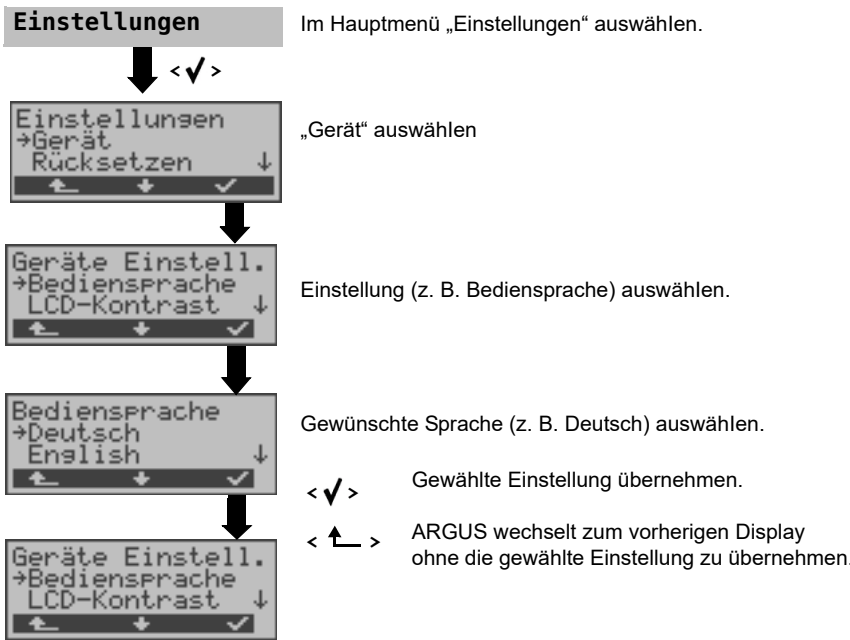 Einstellungen
Im Hauptmenü „Einstellungen“ auswählen.
<√>
Einstellungen
→Gerät
Rücksetzen ↓
„Gerät“ auswählen
Geräte Einstell.
→Bediensprache
LCD-Kontrast ↓
Einstellung (z. B. Bediensprache) auswählen.
Bediensprache
→Deutsch
English ↓
Gewünschte Sprache (z. B. Deutsch) auswählen.
<√> Gewählte Einstellung übernehmen.
< > ARGUS wechselt zum vorherigen Display
ohne die gewählte Einstellung zu übernehmen.
Geräte Einstell.
→Bediensprache
LCD-Kontrast ↓